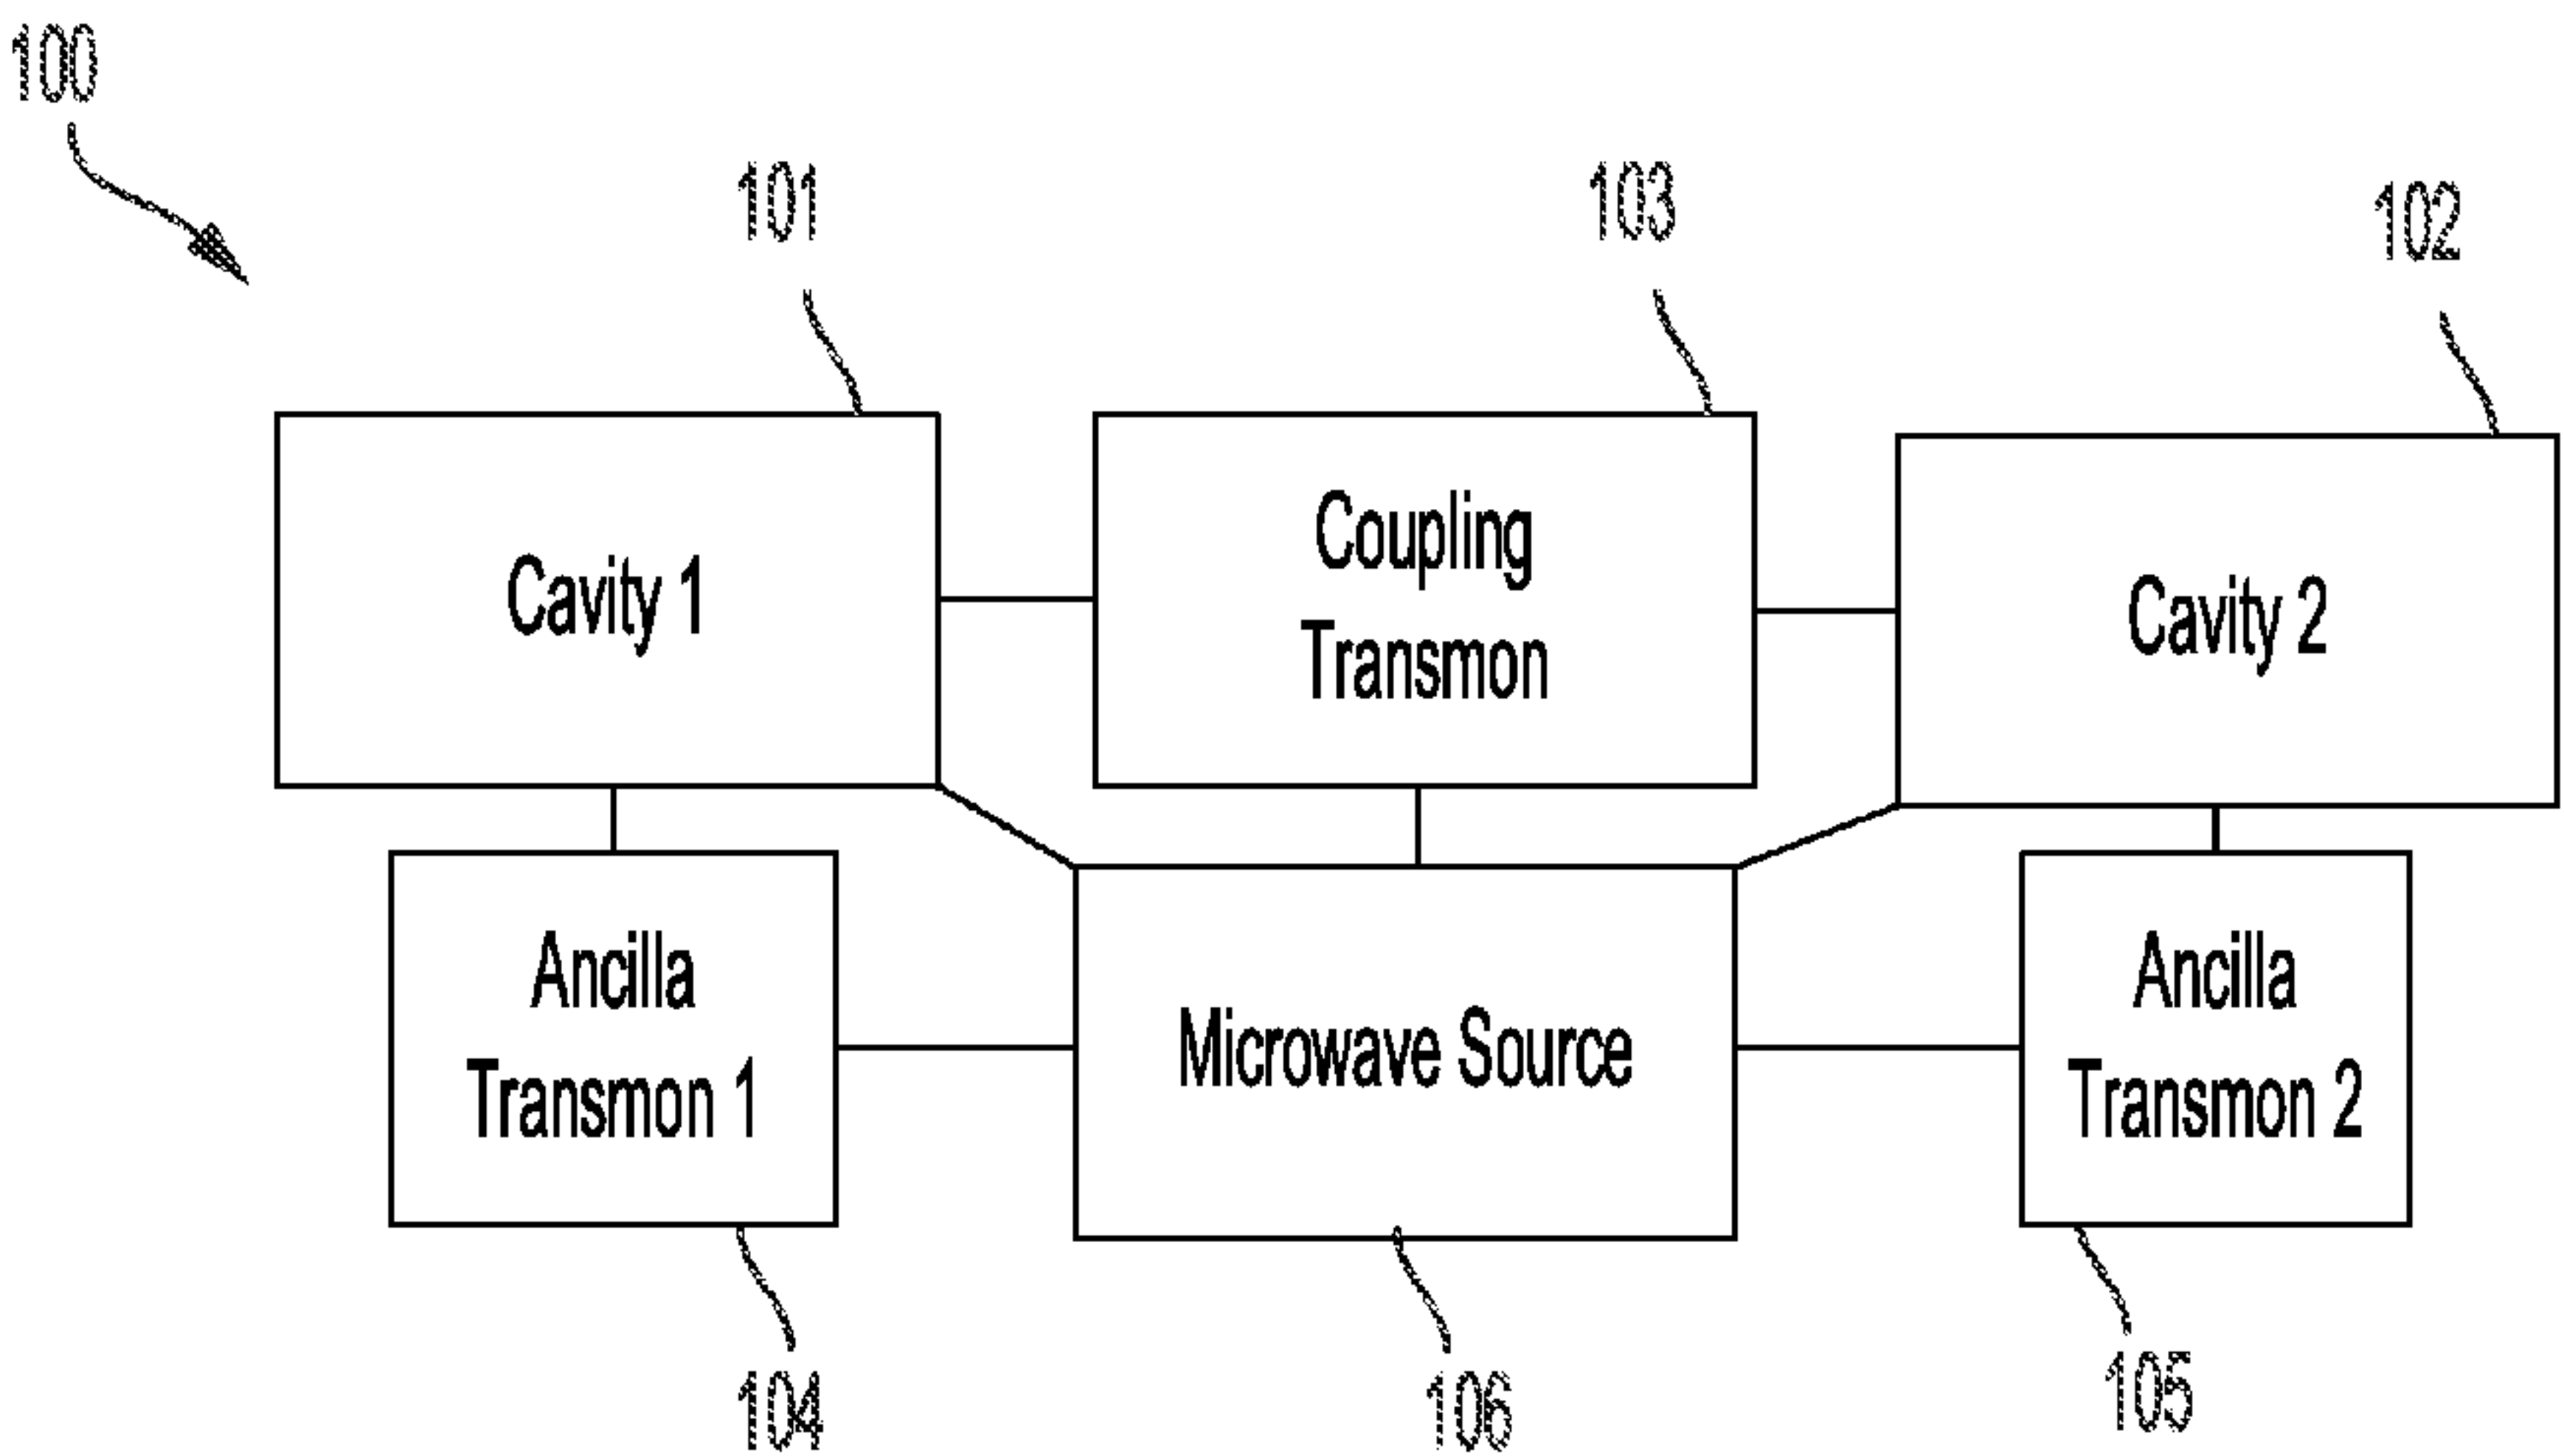 100
101
103
102
Cavity 1
Coupling
Transmon
Cavity 2
Ancilla
Transmon 1
Microwave Source
Ancilla
Transmon 2
104
106
105